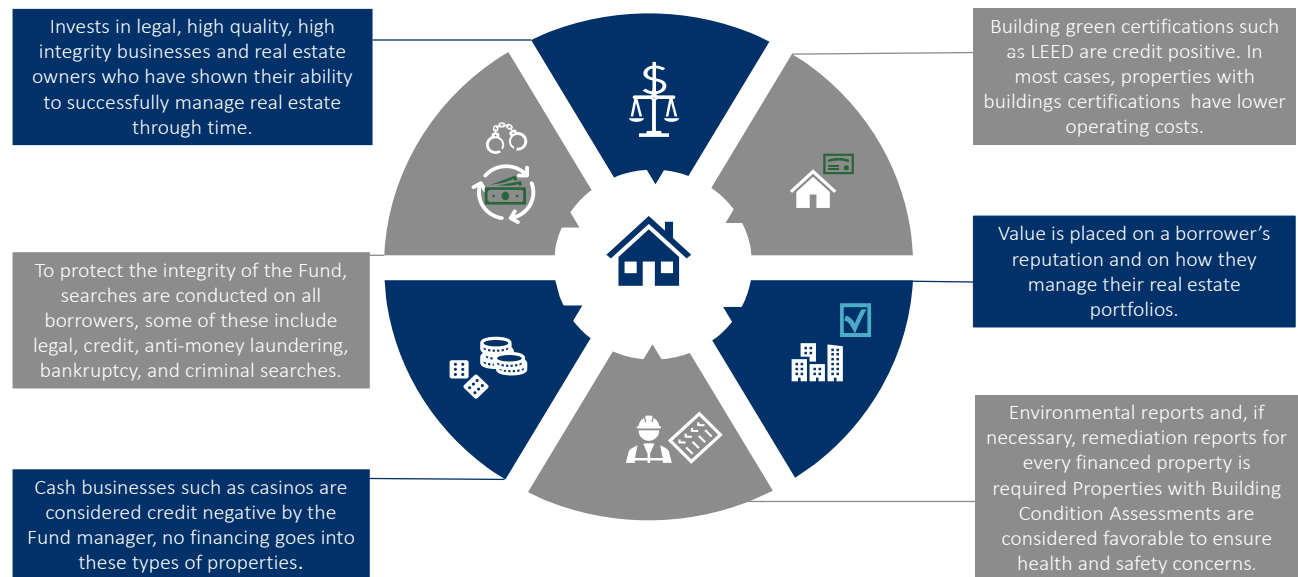 Invests in legal, high quality, high
integrity businesses and real estate
owners who have shown their ability
to successfully manage real estate
through time.
Building green certifications such
as LEED are credit positive. In
most cases, properties with
buildings certifications have lower
operating costs.
$
To protect the integrity of the Fund,
searches are conducted on all
borrowers, some of these include
legal, credit, anti-money laundering,
bankruptcy, and criminal searches.
Value is placed on a borrower’s
reputation and on how they
manage their real estate
portfolios.
Cash businesses such as casinos are
considered credit negative by the
Fund manager, no financing goes into
these types of properties.
Environmental reports and, if
necessary, remediation reports for
every financed property is
required Properties with Building
Condition Assessments are
considered favorable to ensure
health and safety concerns.